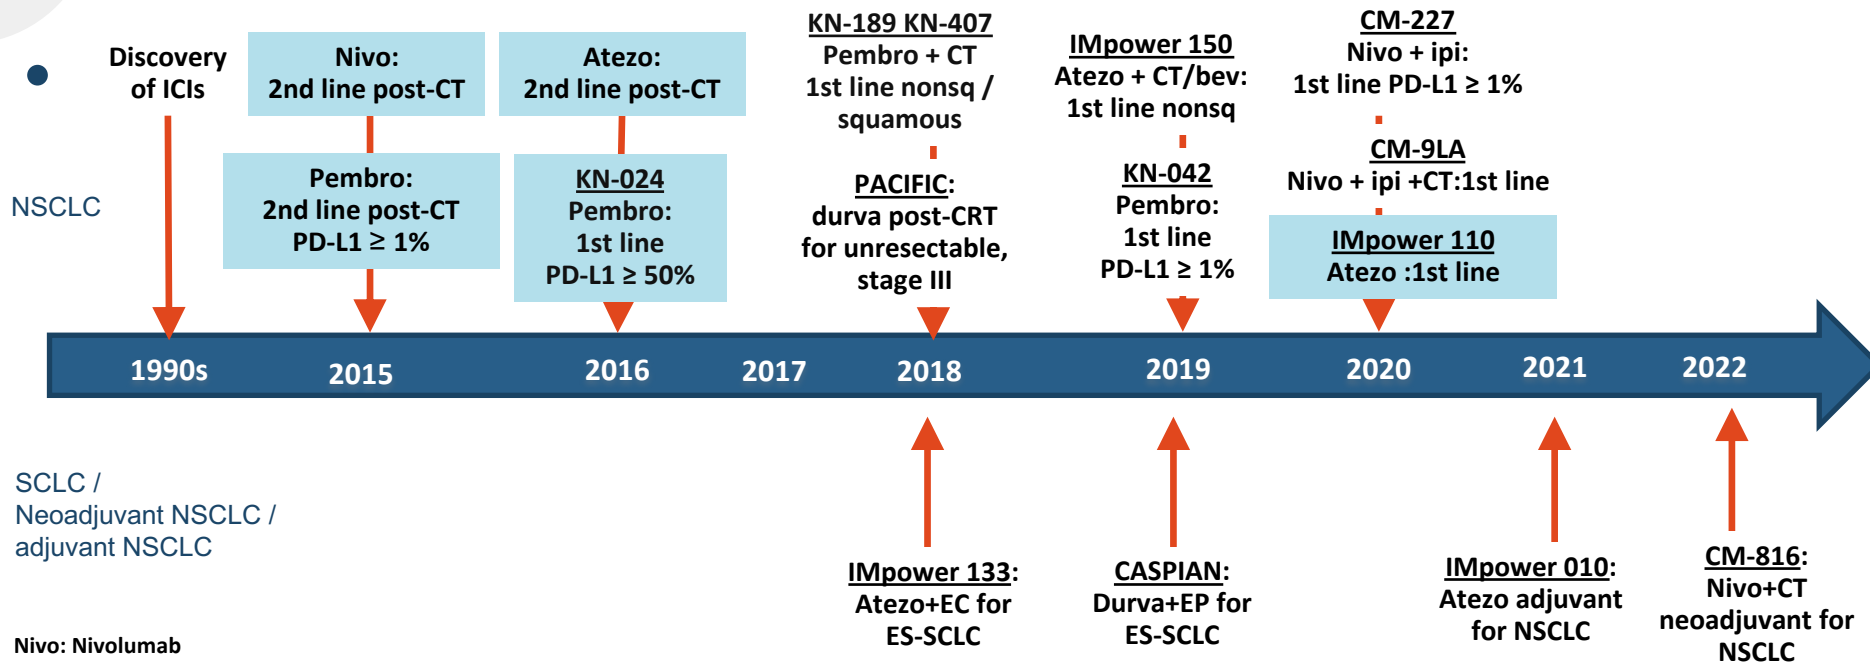 Discovery
of ICIs
Nivo:
2nd line post-CT
Pembro:
2nd line post-CT
PD-L1 ≥ 1%
Atezo:
2nd line post-CT
KN-024
Pembro:
1st line
PD-L1 ≥ 50%
KN-189 KN-407
Pembro + CT
1st line nonsq /
squamous
PACIFIC:
durva post-CRT
for unresectable,
stage III
IMpower 150
Atezo + CT/bev:
1st line nonsq
KN-042
Pembro:
1st line
PD-L1 ≥ 1%
CM-227
Nivo + ipi:
1st line PD-L1 ≥ 1%
CM-9LA
Nivo + ipi +CT:1st line
IMpower 110
Atezo :1st line
NSCLC
1990s
2015
2016
2017
2018
2019
2020
2021
2022
SCLC /
Neoadjuvant NSCLC /
adjuvant NSCLC
IMpower 133:
Atezo+EC for
ES-SCLC
CASPIAN:
Durva+EP for
ES-SCLC
IMpower 010:
Atezo adjuvant
for NSCLC
CM-816:
Nivo+CT
neoadjuvant for
NSCLC
Nivo: Nivolumab